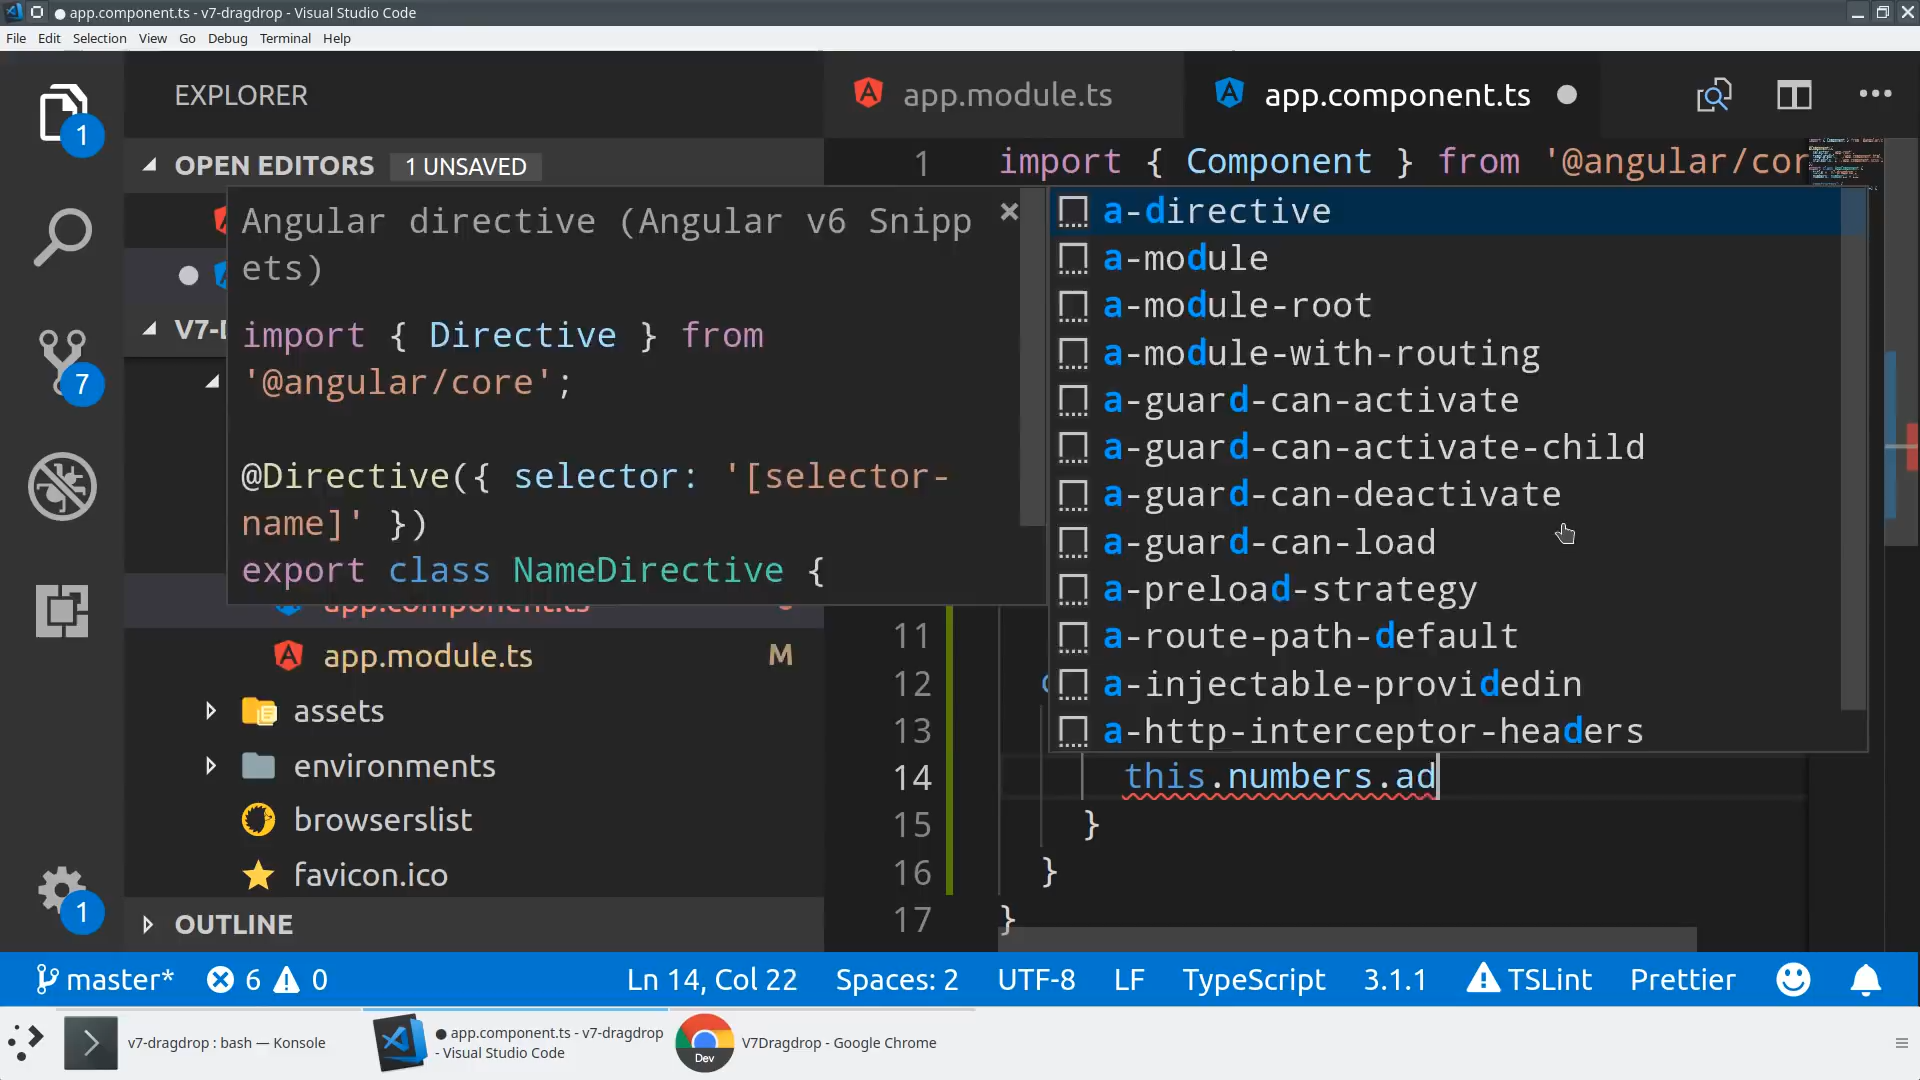 app.component.ts - v7-dragdrop - Visual Studio Code
File Edit Selection View Go Debug Terminal Help
EXPLORER
app.module.ts
app.component.ts
OPEN EDITORS 1 UNSAVED
1 import { Component } from '@angular/cor
Angular directive (Angular v6 Snipp
ets)
import { Directive } from
'@angular/core';
@Directive({ selector: '[selector-
name]' })
export class NameDirective {
a-directive
a-module
a-module-root
a-module-with-routing
a-guard-can-activate
a-guard-can-activate-child
a-guard-can-deactivate
a-guard-can-load
a-preload-strategy
a-route-path-default
a-injectable-providedin
a-http-interceptor-headers
1
7
1
V7-D
app.component.ts
app.module.ts M
assets
environments
browserslist
favicon.ico
OUTLINE
11
12
13
14 this.numbers.ad
15 }
16 }
17 }
master* 6 0 Ln 14, Col 22 Spaces: 2 UTF-8 LF TypeScript 3.1.1 TSLint Prettier
v7-dragdrop : bash — Konsole
app.component.ts - v7-dragdrop
- Visual Studio Code
Dev
V7Dragdrop - Google Chrome